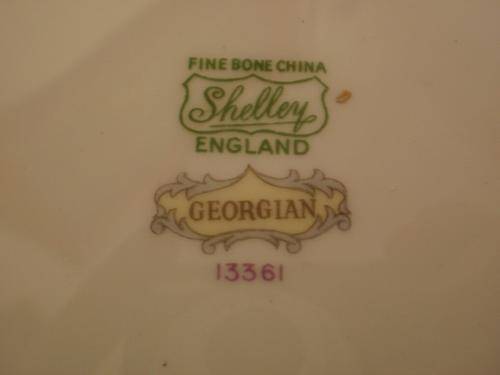 FINE BONE CHINA
Shelley
ENGLAND
GEORGIAN
13361